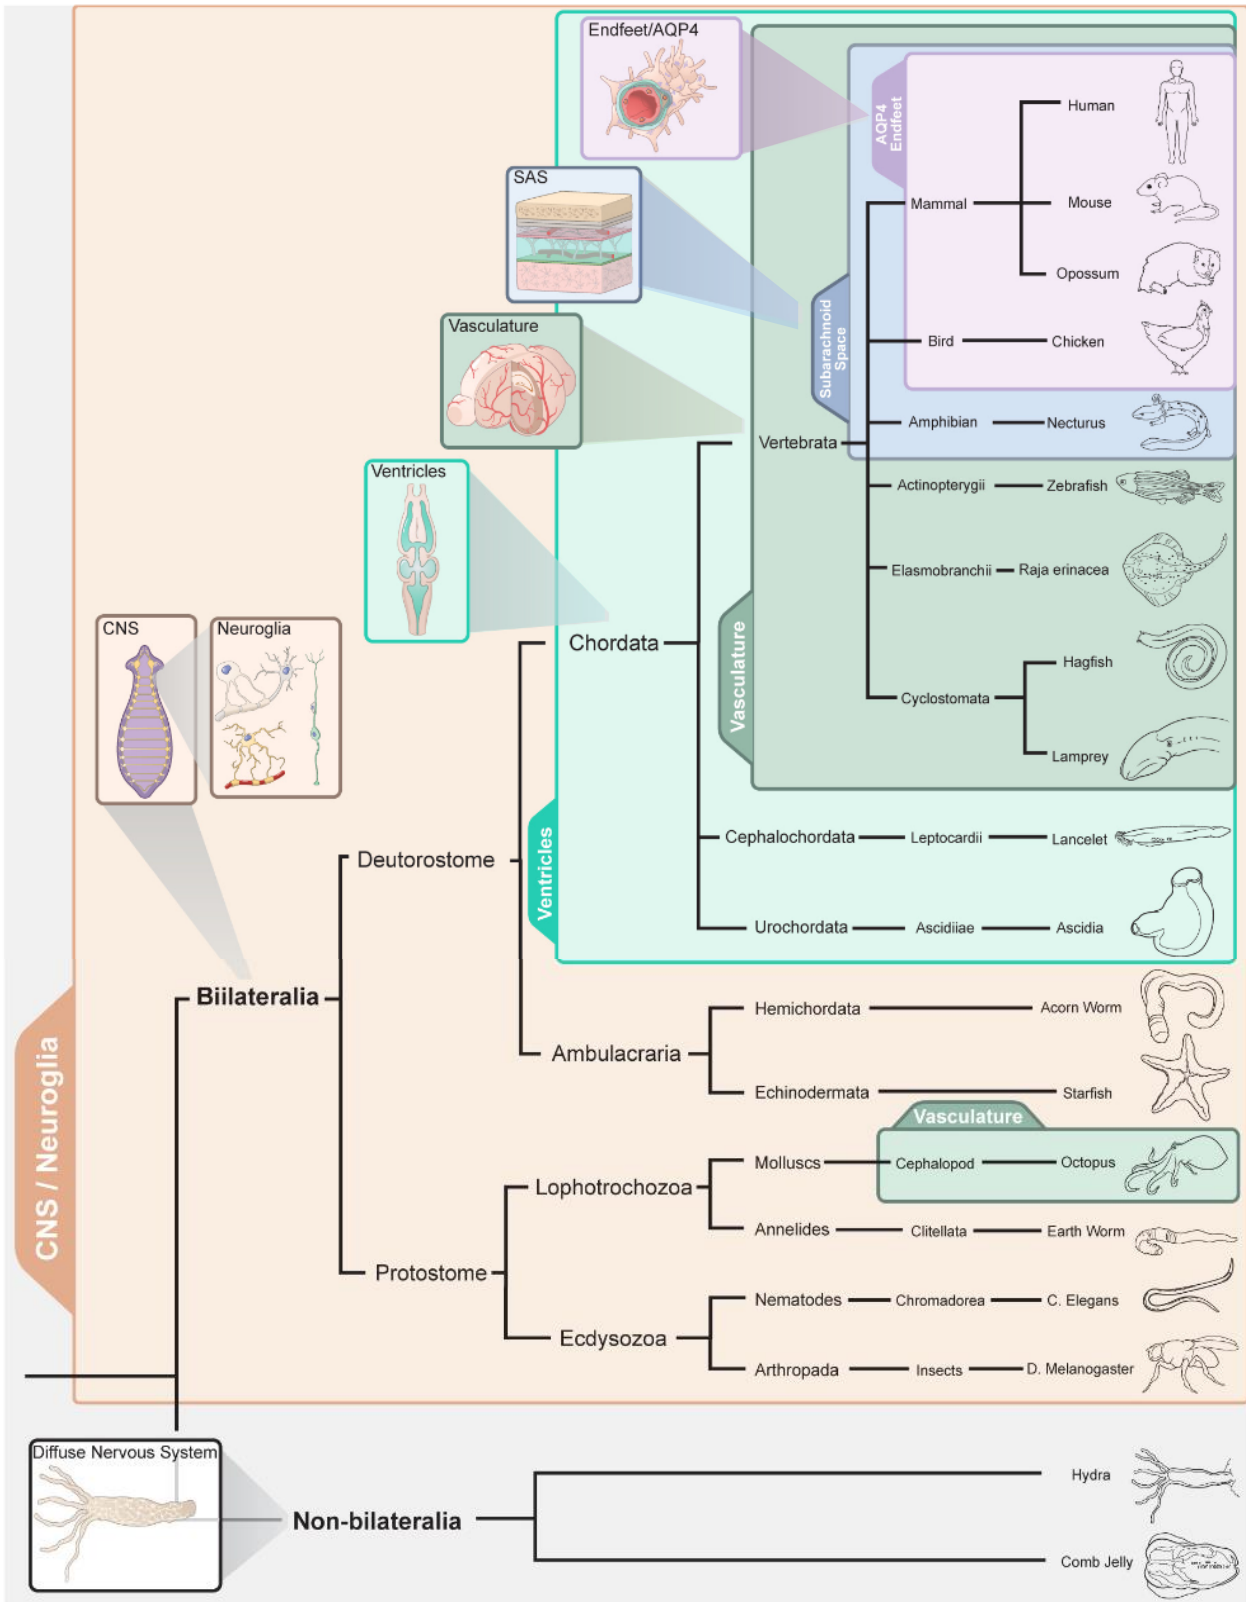 Endfeet/AQP4
AQP4
Endfeet
Human
SAS
Mammal
Mouse
Opossum
Subarachnoid
Space
Vasculature
Bird
Chicken
Amphibian
Necturus
Vertebrata
Ventricles
Actinopterygii
Zebrafish
Elasmobranchii
Raja erinacea
CNS
Neuroglia
Chordata
Vasculature
Hagfish
Cyclostomata
Lamprey
Ventricles
Cephalochordata
Leptocardii
Lancelet
Deutorostome
Urochordata
Ascidiiae
Ascidia
Biilateralia
Hemichordata
Acorn Worm
CNS / Neuroglia
Ambulacraria
Echinodermata
Starfish
Vasculature
Molluscs
Cephalopod
Octopus
Lophotrochozoa
Annelides
Clitellata
Earth Worm
Protostome
Nematodes
Chromadorea
C. Elegans
Ecdysozoa
Arthropada
Insects
D. Melanogaster
Diffuse Nervous System
Hydra
Non-bilateralia
Comb Jelly